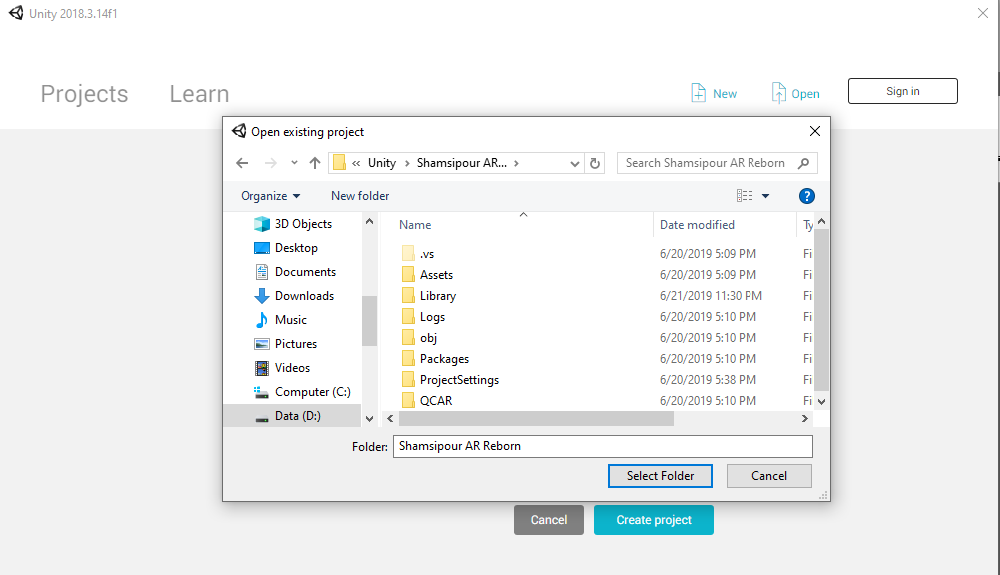 Unity 2018.3.14f1
Projects Learn New Open Sign in
Open existing project
« Unity › Shamsipour AR... › Search Shamsipour AR Reborn
Organize New folder ?
Name Date modified Ty
3D Objects
Desktop
Documents
Downloads
Music
Pictures
Videos
Computer (C:)
Data (D:)
.vs 6/20/2019 5:09 PM Fi
Assets 6/20/2019 5:09 PM Fi
Library 6/21/2019 11:30 PM Fi
Logs 6/20/2019 5:10 PM Fi
obj 6/20/2019 5:10 PM Fi
Packages 6/20/2019 5:10 PM Fi
ProjectSettings 6/20/2019 5:38 PM Fi
QCAR 6/20/2019 5:10 PM Fi
Folder: Shamsipour AR Reborn
Select Folder Cancel
Cancel Create project